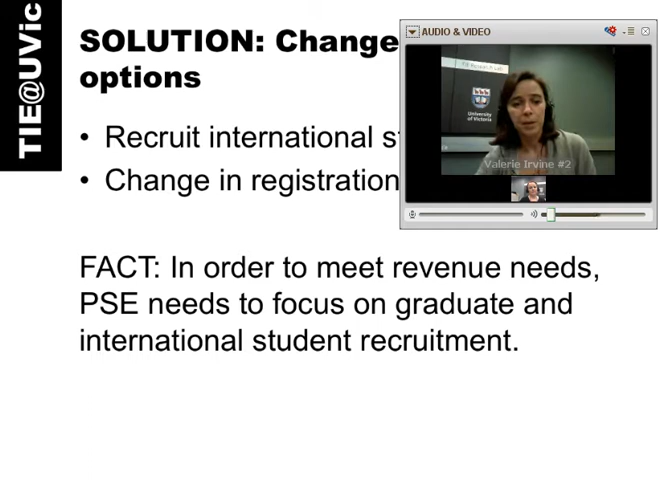 TIE@UVic
SOLUTION: Change
options
• Recruit international
• Change in registration
FACT: In order to meet revenue needs,
PSE needs to focus on graduate and
international student recruitment.
AUDIO & VIDEO
University
of Victoria
Valerie Irvine #2